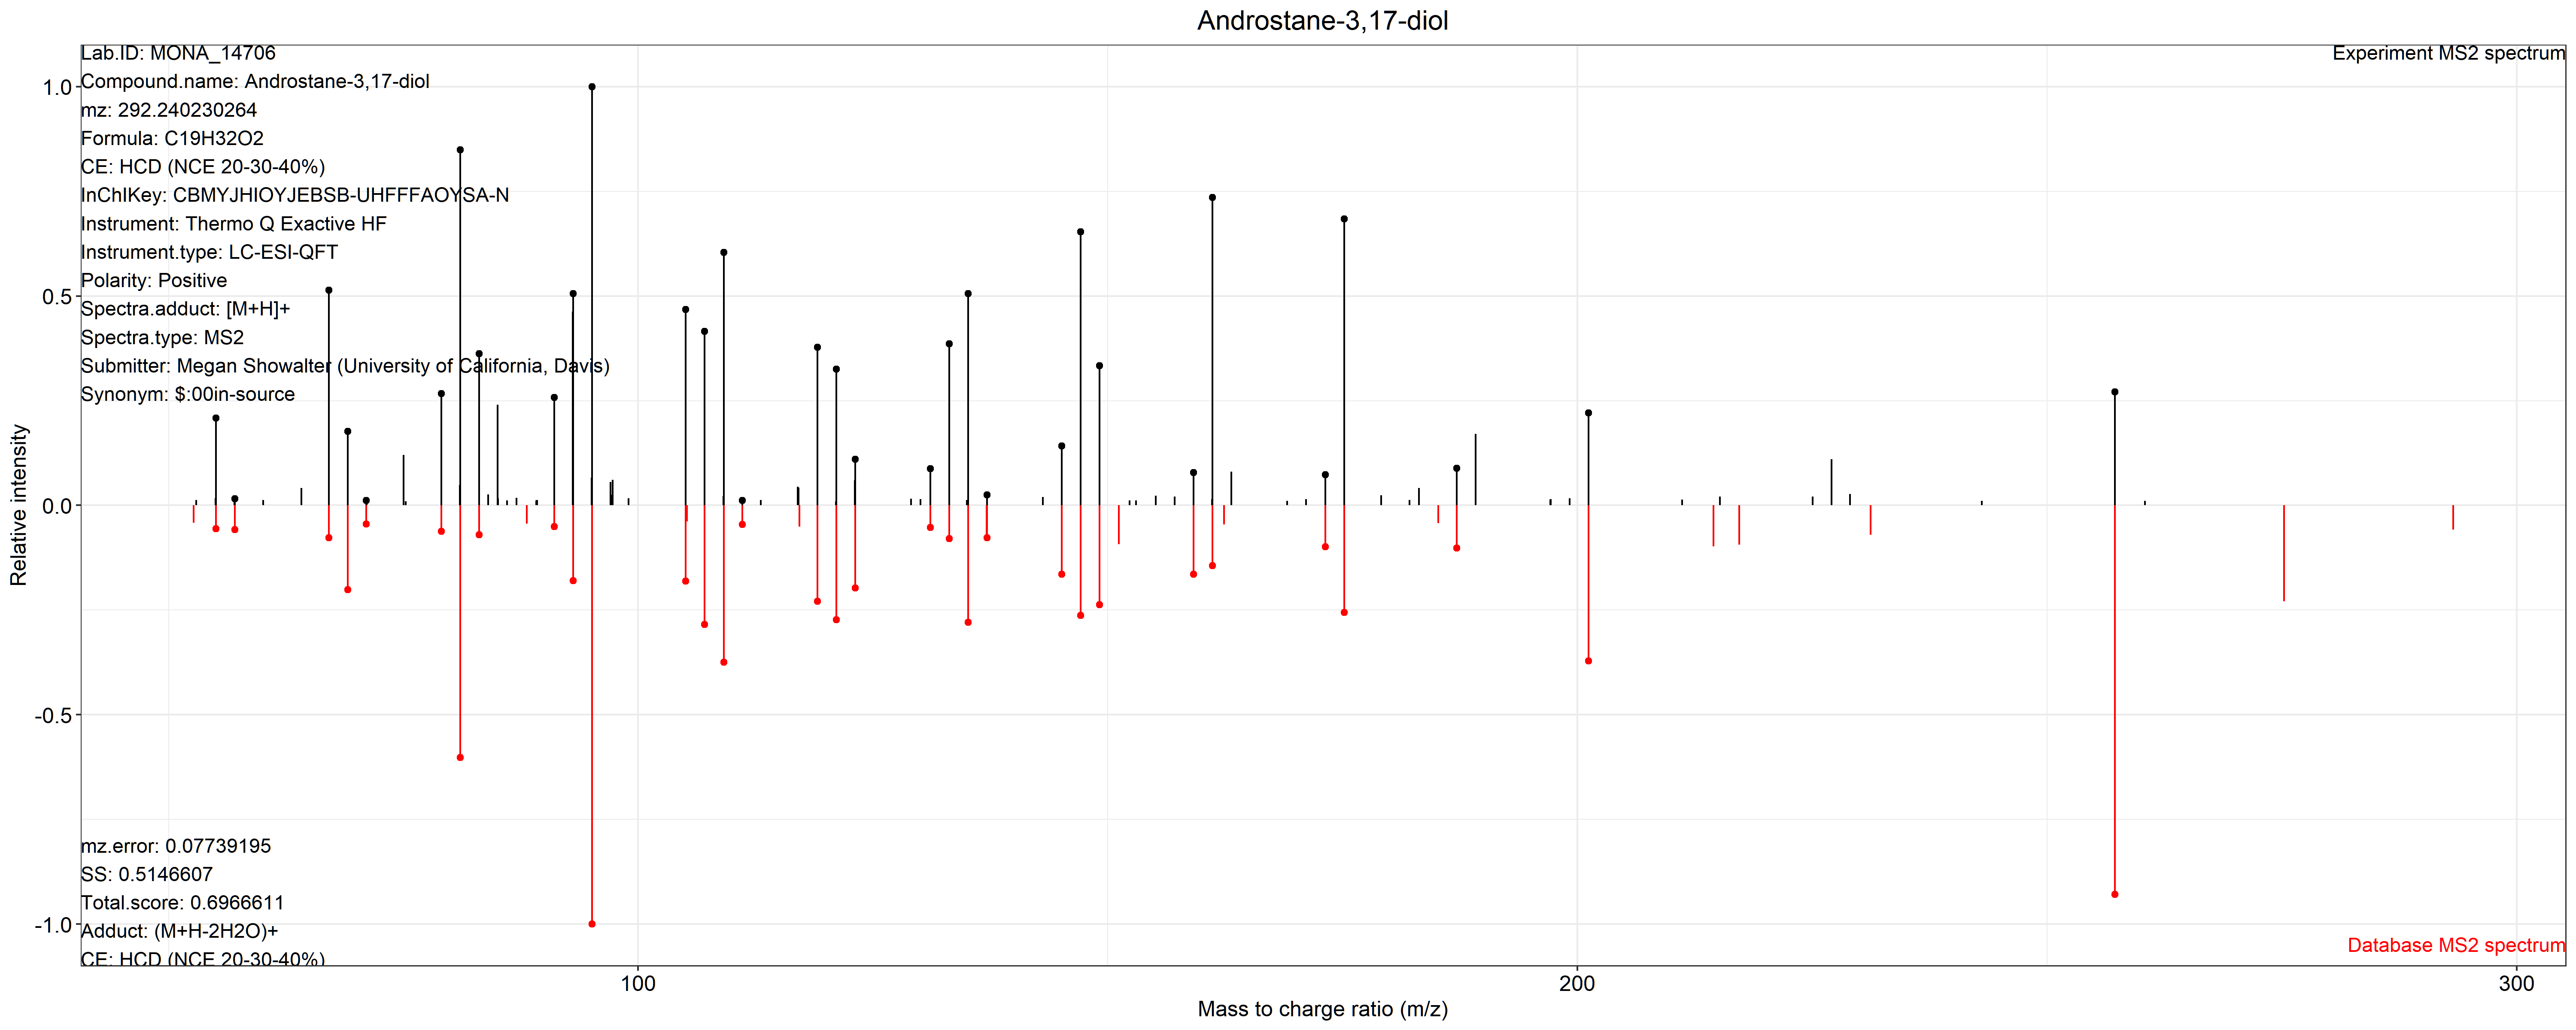 Androstane-3,17-diol
Lab.ID: MONA_14706
Experiment MS2 spectrum
Compound.name: Androstane-3,17-diol
mz: 292.240230264
Formula: C19H32O2
CE: HCD (NCE 20-30-40%)
InChIKey: CBMYJHIOYJEBSB-UHFFFAOYSA-N
Instrument: Thermo Q Exactive HF
Instrument.type: LC-ESI-QFT
Polarity: Positive
Spectra.adduct: [M+H]+
Spectra.type: MS2
Submitter: Megan Showalter (University of California, Davis)
Synonym: $:00in-source
1.0
0.5
0.0
-0.5
-1.0
Relative intensity
mz.error: 0.07739195
SS: 0.5146607
Total.score: 0.6966611
Adduct: (M+H-2H2O)+
CE: HCD (NCE 20-30-40%)
Database MS2 spectrum
100
200
300
Mass to charge ratio (m/z)